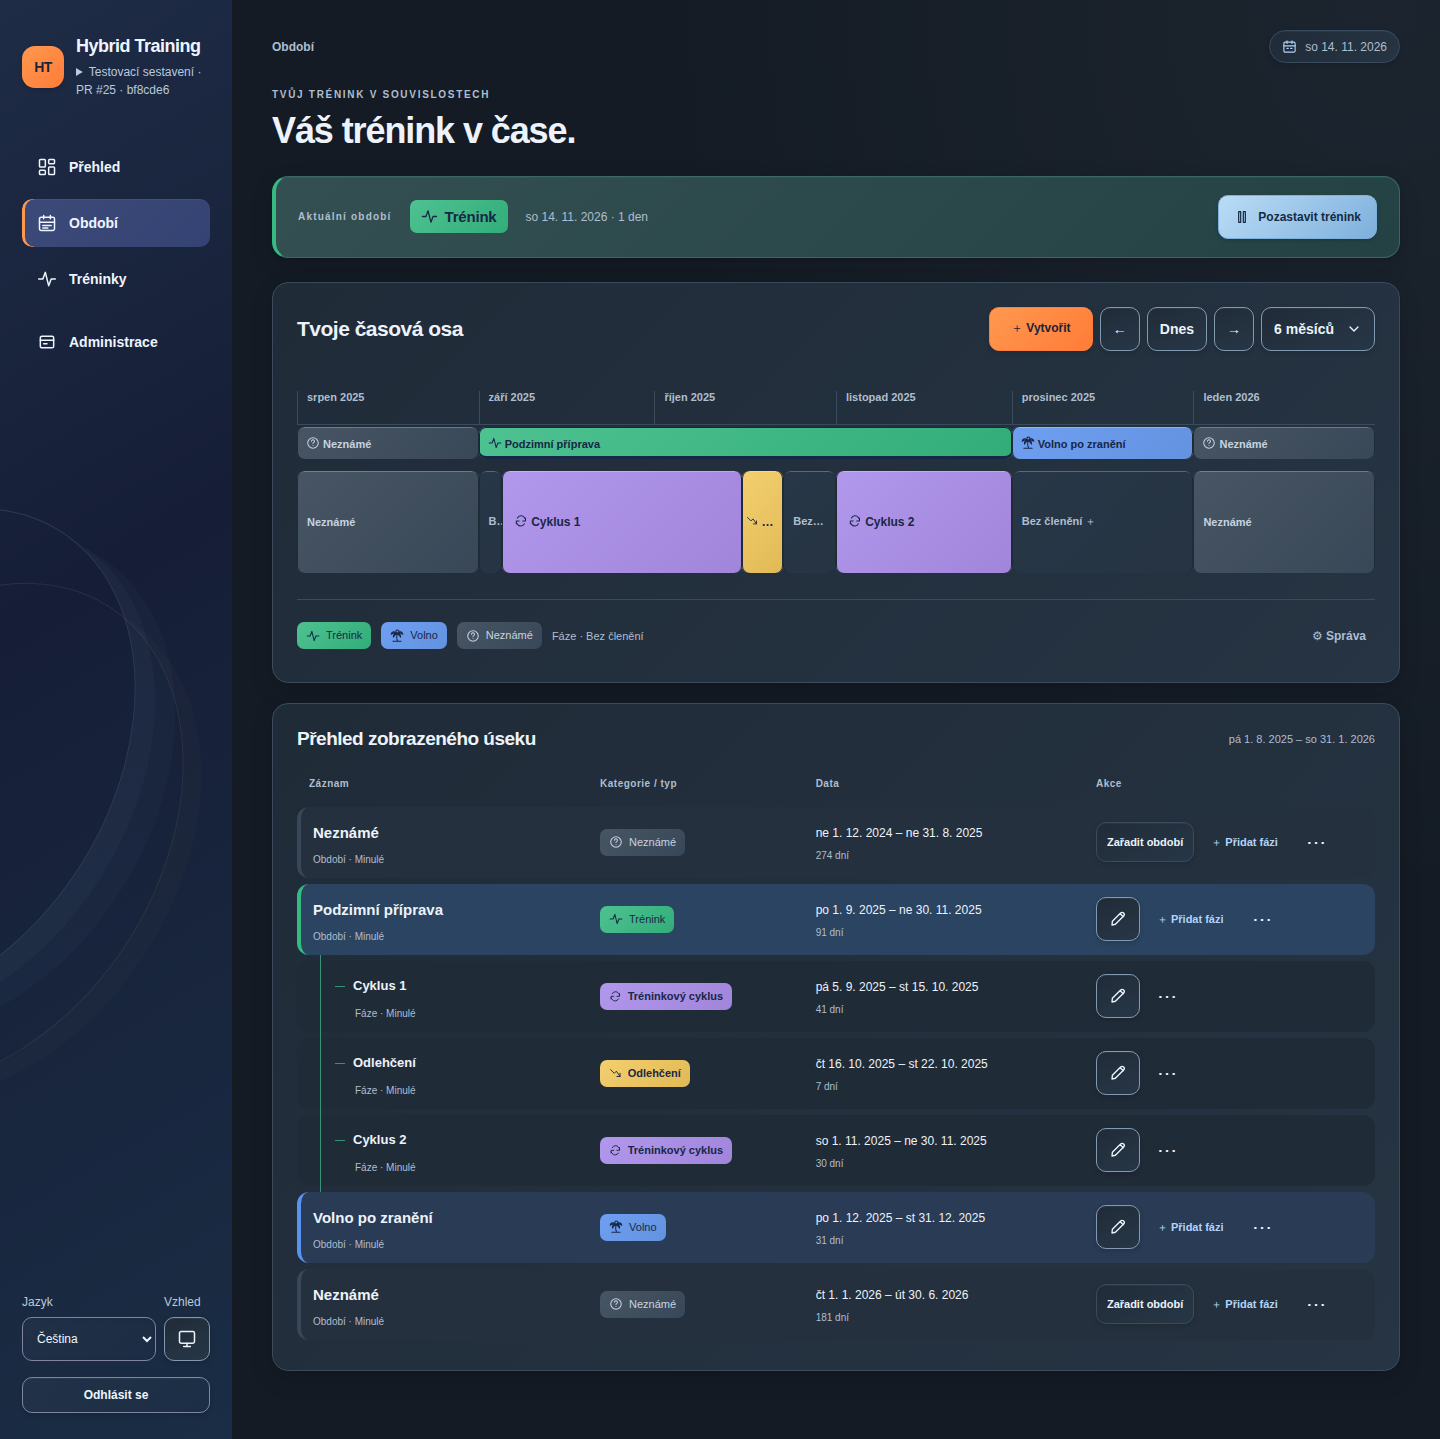 HT
Hybrid Training
Testovací sestavení ·
PR #25 · bf8cde6
Přehled
Období
Tréninky
Administrace
Jazyk
Vzhled
Čeština
Odhlásit se
Období
so 14. 11. 2026
TVŮJ TRÉNINK V SOUVISLOSTECH
Váš trénink v čase.
Aktuální období
Trénink
so 14. 11. 2026 · 1 den
Pozastavit trénink
Tvoje časová osa
+ Vytvořit
←
Dnes
→
6 měsíců
srpen 2025
září 2025
říjen 2025
listopad 2025
prosinec 2025
leden 2026
Neznámé
Podzimní příprava
Volno po zranění
Neznámé
Neznámé
B…
Cyklus 1
…
Bez…
Cyklus 2
Bez členění +
Neznámé
Trénink
Volno
Neznámé
Fáze · Bez členění
⚙ Správa
Přehled zobrazeného úseku
pá 1. 8. 2025 – so 31. 1. 2026
Záznam
Kategorie / typ
Data
Akce
Neznámé
Období · Minulé
Neznámé
ne 1. 12. 2024 – ne 31. 8. 2025
274 dní
Zařadit období
+ Přidat fázi
···
Podzimní příprava
Období · Minulé
Trénink
po 1. 9. 2025 – ne 30. 11. 2025
91 dní
+ Přidat fázi
···
Cyklus 1
Fáze · Minulé
Tréninkový cyklus
pá 5. 9. 2025 – st 15. 10. 2025
41 dní
···
Odlehčení
Fáze · Minulé
Odlehčení
čt 16. 10. 2025 – st 22. 10. 2025
7 dní
···
Cyklus 2
Fáze · Minulé
Tréninkový cyklus
so 1. 11. 2025 – ne 30. 11. 2025
30 dní
···
Volno po zranění
Období · Minulé
Volno
po 1. 12. 2025 – st 31. 12. 2025
31 dní
+ Přidat fázi
···
Neznámé
Období · Minulé
Neznámé
čt 1. 1. 2026 – út 30. 6. 2026
181 dní
Zařadit období
+ Přidat fázi
···